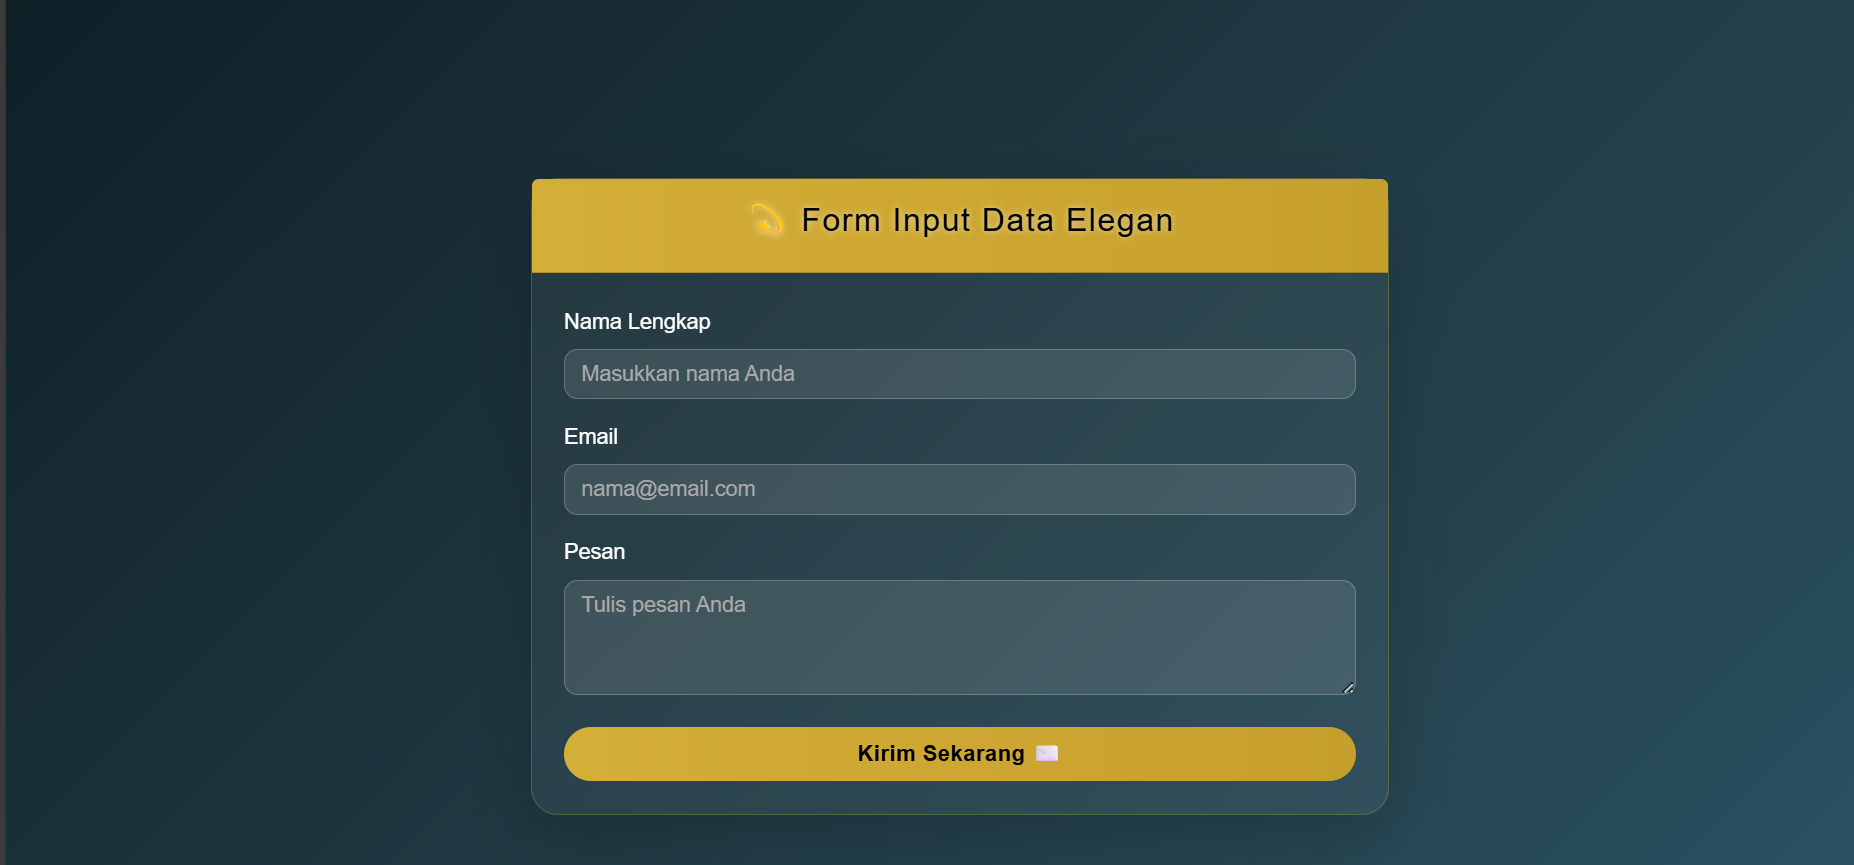 💫 Form Input Data Elegan
Nama Lengkap
Masukkan nama Anda
Email
nama@email.com
Pesan
Tulis pesan Anda
Kirim Sekarang ✉️